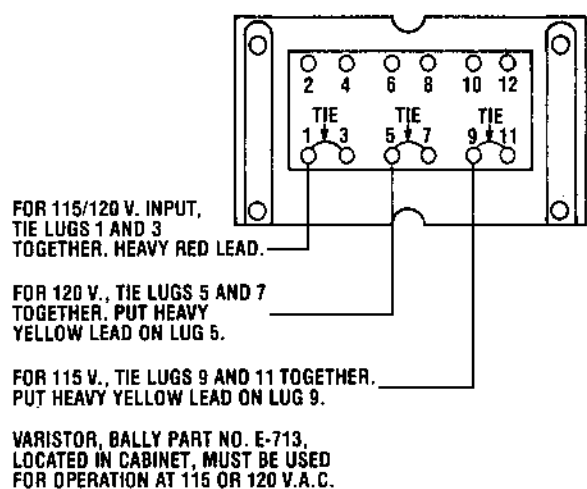 2 4 6 8 10 12
TIE TIE TIE
1 3 5 7 9 11
FOR 115/120 V. INPUT,
TIE LUGS 1 AND 3
TOGETHER. HEAVY RED LEAD.
FOR 120 V., TIE LUGS 5 AND 7
TOGETHER. PUT HEAVY
YELLOW LEAD ON LUG 5.
FOR 115 V., TIE LUGS 9 AND 11 TOGETHER.
PUT HEAVY YELLOW LEAD ON LUG 9.
VARISTOR, BALLY PART NO. E-713,
LOCATED IN CABINET, MUST BE USED
FOR OPERATION AT 115 OR 120 V.A.C.